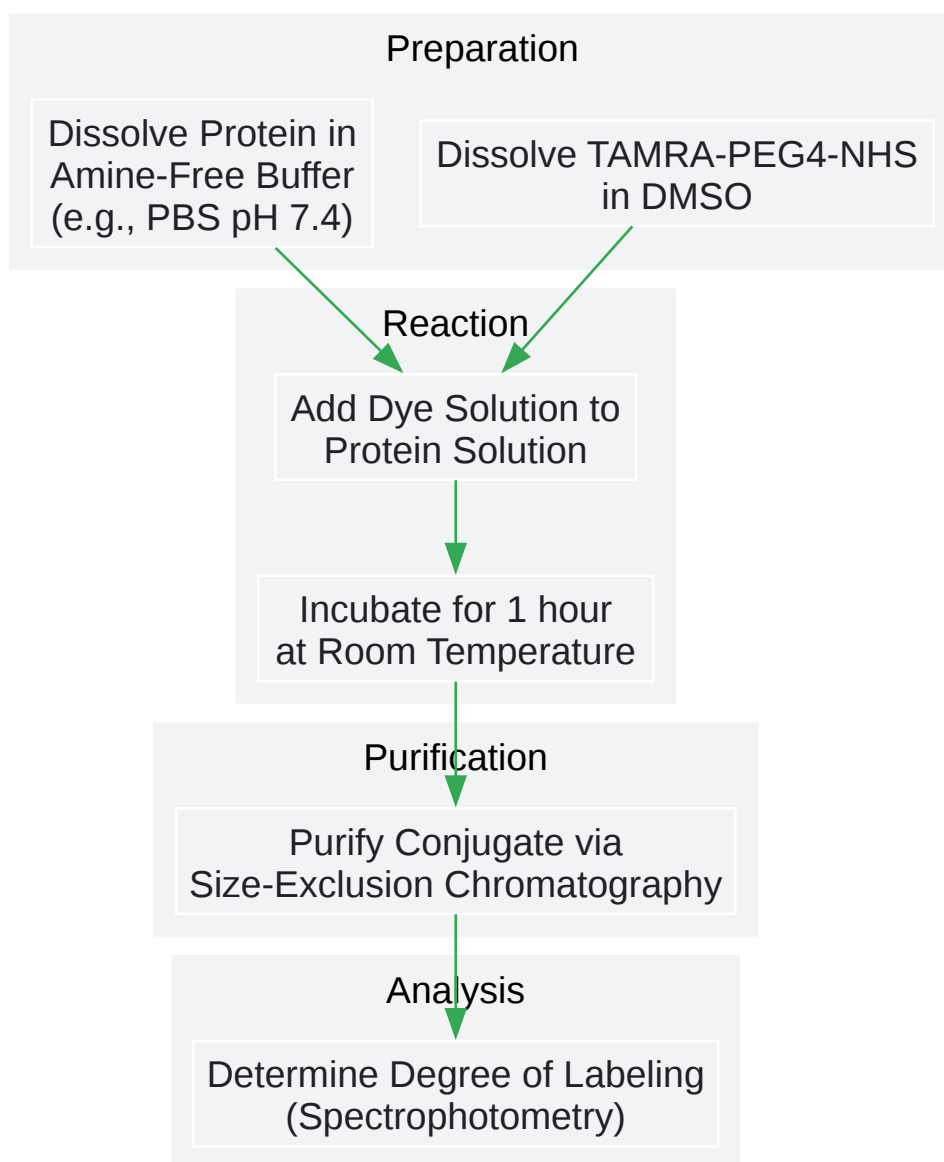 Preparation
Dissolve Protein in
Amine-Free Buffer
(e.g., PBS pH 7.4)
Dissolve TAMRA-PEG4-NHS
in DMSO
Reaction
Add Dye Solution to
Protein Solution
Incubate for 1 hour
at Room Temperature
Purification
Purify Conjugate via
Size-Exclusion Chromatography
Analysis
Determine Degree of Labeling
(Spectrophotometry)